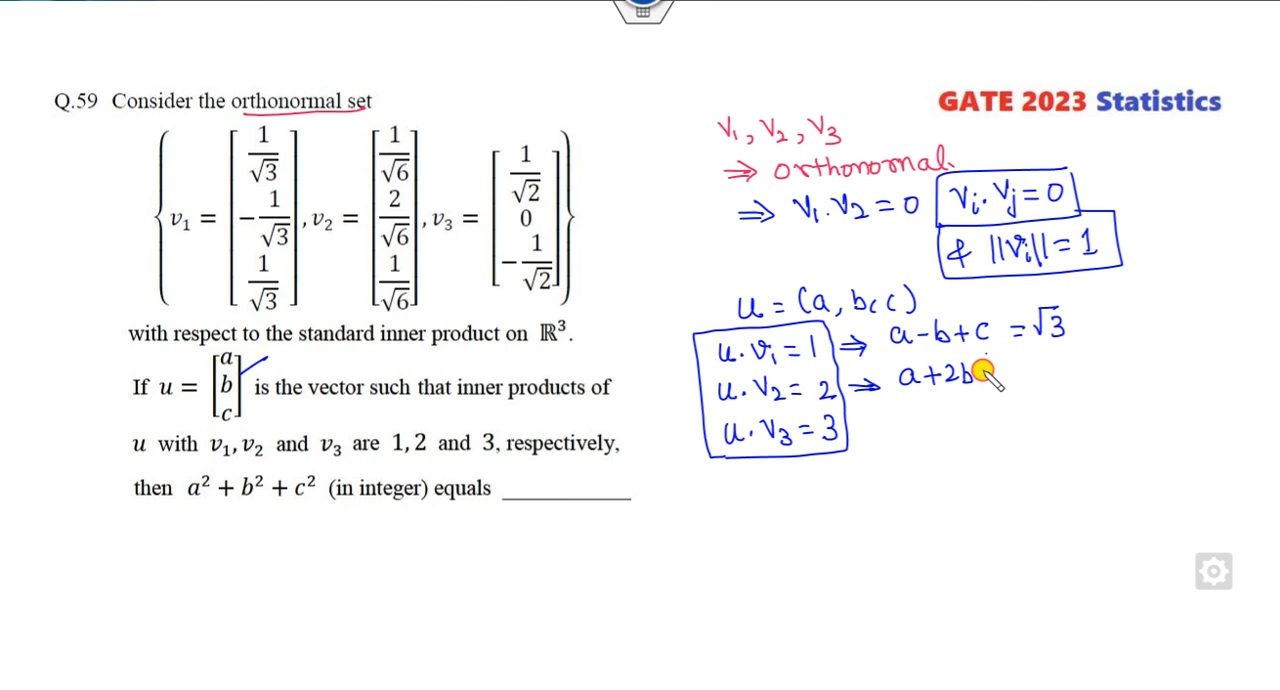 Q.59 Consider the orthonormal set
GATE 2023 Statistics
{v₁ = [1/√3, −1/√3, 1/√3], v₂ = [1/√6, 2/√6, 1/√6], v₃ = [1/√2, 0, −1/√2]}
with respect to the standard inner product on ℝ³.
If u = [a b c] is the vector such that inner products of
u with v₁, v₂ and v₃ are 1, 2 and 3, respectively,
then a² + b² + c² (in integer) equals ________
V₁, V₂, V₃
⇒ orthonormal.
⇒ V₁.V₂ = 0 Vi.Vj = 0
& ||Vi|| = 1
u = (a, b, c)
u.V₁ = 1 ⇒ a-b+c = √3
u.V₂ = 2 ⇒ a+2b
u.V₃ = 3